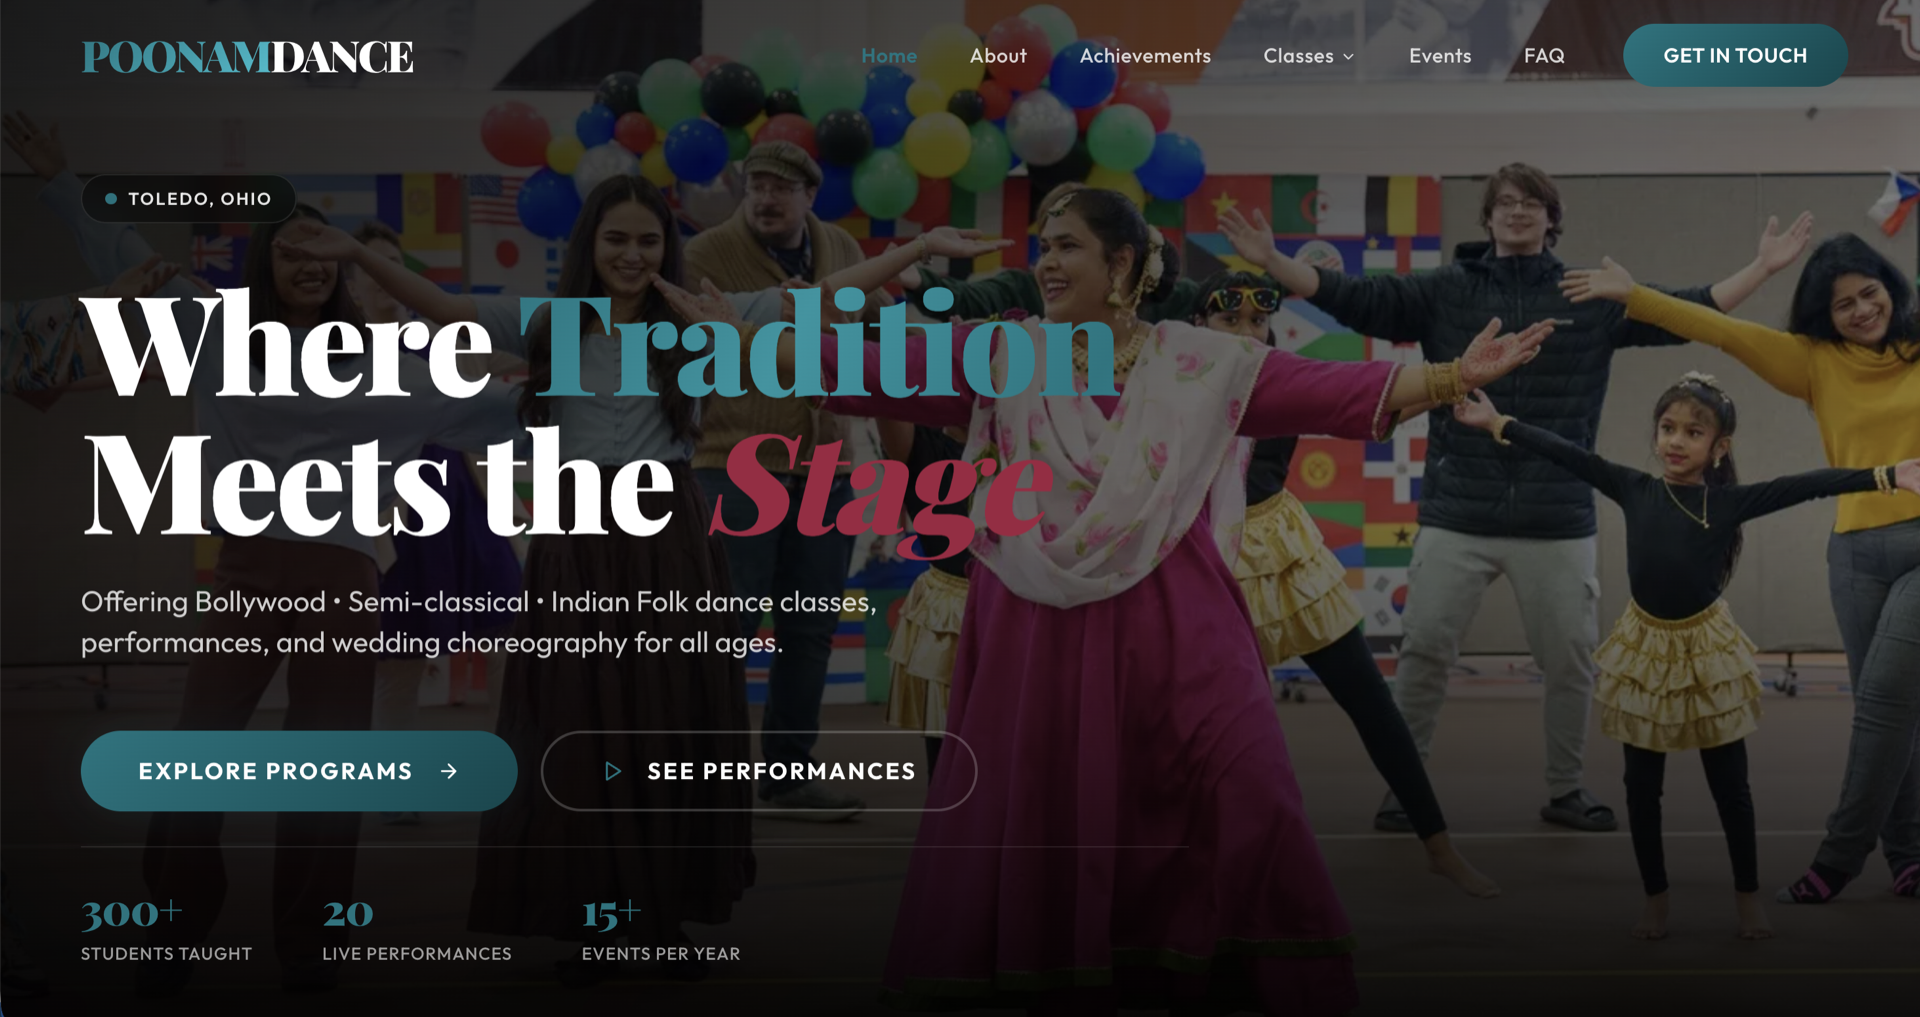 POONAMDANCE
Home About Achievements Classes Events FAQ GET IN TOUCH
TOLEDO, OHIO
Where Tradition
Meets the Stage
Offering Bollywood • Semi-classical • Indian Folk dance classes,
performances, and wedding choreography for all ages.
EXPLORE PROGRAMS → SEE PERFORMANCES
300+ 20 15+
STUDENTS TAUGHT LIVE PERFORMANCES EVENTS PER YEAR